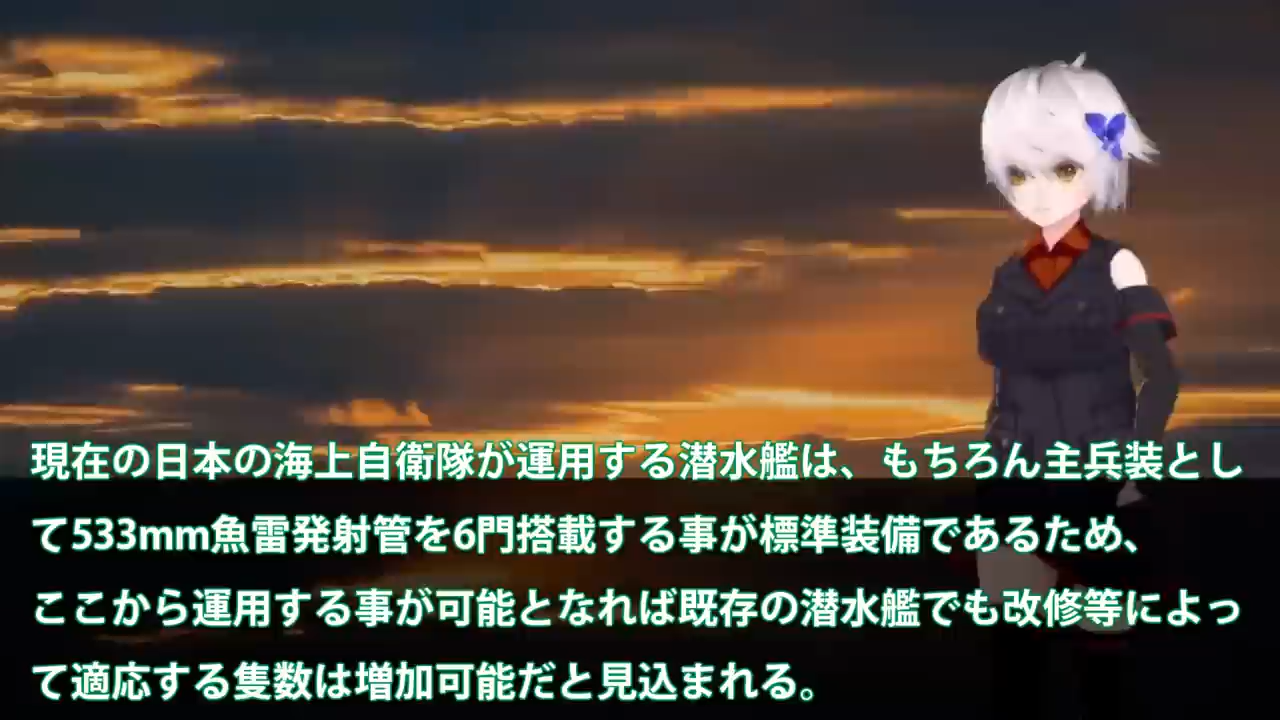 現在の日本の海上自衛隊が運用する潜水艦は、もちろん主兵装とし
て533mm魚雷発射管を6門搭載する事が標準装備であるため、
ここから運用する事が可能となれば既存の潜水艦でも改修等によっ
て適応する隻数は増加可能だと見込まれる。